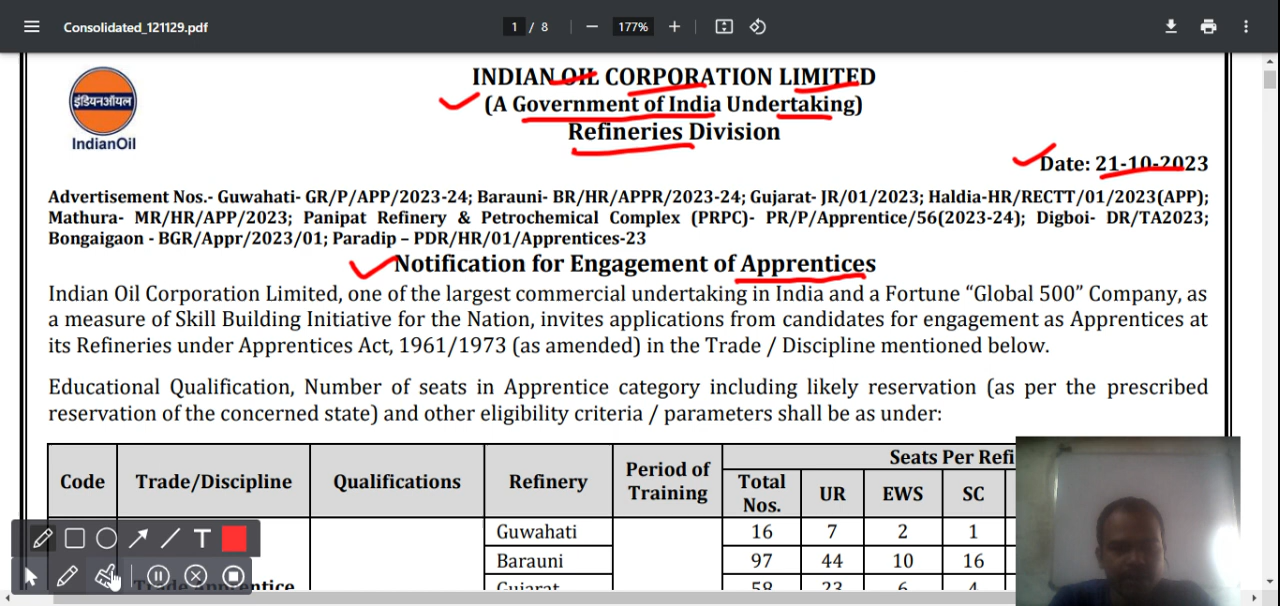 Consolidated_121129.pdf
1 / 8
177%
INDIAN OIL CORPORATION LIMITED
(A Government of India Undertaking)
Refineries Division
इंडियनऑयल
IndianOil
Date: 21-10-2023
Advertisement Nos.- Guwahati- GR/P/APP/2023-24; Barauni- BR/HR/APPR/2023-24; Gujarat- JR/01/2023; Haldia-HR/RECTT/01/2023(APP);
Mathura- MR/HR/APP/2023; Panipat Refinery & Petrochemical Complex (PRPC)- PR/P/Apprentice/56(2023-24); Digboi- DR/TA2023;
Bongaigaon - BGR/Appr/2023/01; Paradip – PDR/HR/01/Apprentices-23
Notification for Engagement of Apprentices
Indian Oil Corporation Limited, one of the largest commercial undertaking in India and a Fortune “Global 500” Company, as
a measure of Skill Building Initiative for the Nation, invites applications from candidates for engagement as Apprentices at
its Refineries under Apprentices Act, 1961/1973 (as amended) in the Trade / Discipline mentioned below.
Educational Qualification, Number of seats in Apprentice category including likely reservation (as per the prescribed
reservation of the concerned state) and other eligibility criteria / parameters shall be as under:
Code Trade/Discipline Qualifications Refinery Period of Training Seats Per Refi
Total Nos. UR EWS SC
Guwahati 16 7 2 1
Barauni 97 44 10 16
Gujarat 58 23 6 4
T